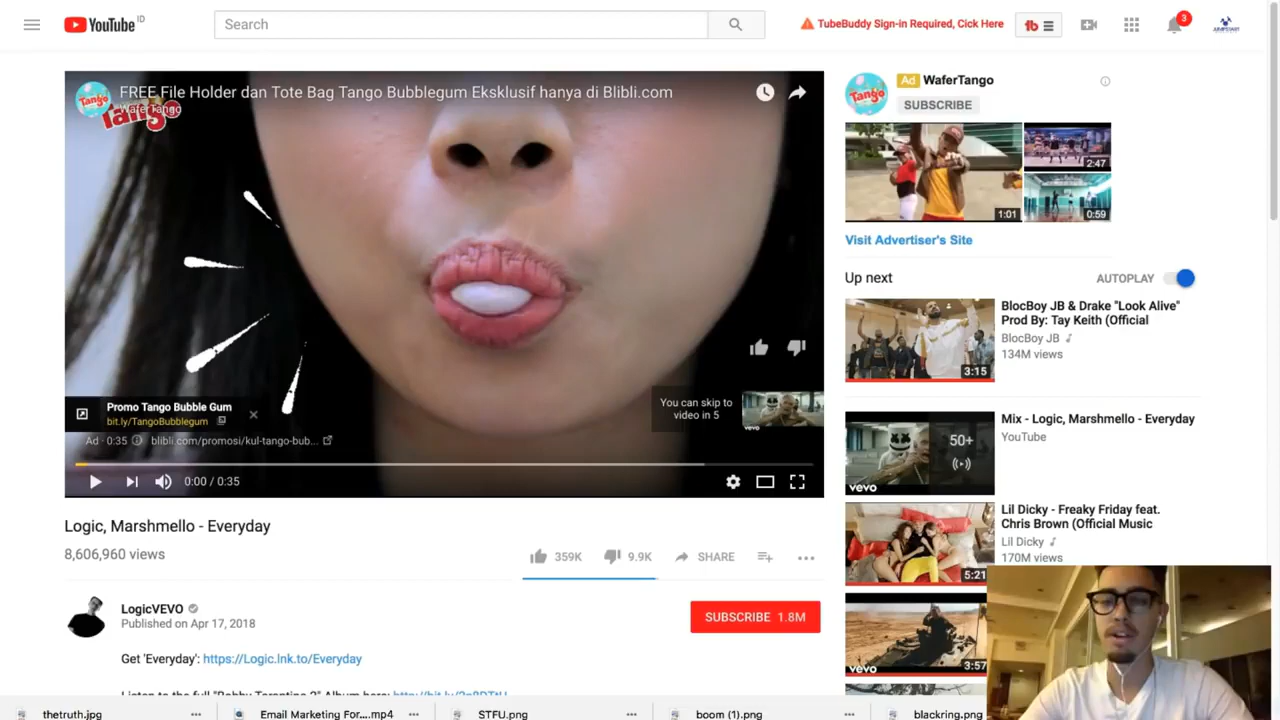 YouTube ID
Search
TubeBuddy Sign-in Required, Cick Here
tb
3
JUMPSTART
Tango
FREE File Holder dan Tote Bag Tango Bubblegum Eksklusif hanya di Blibli.com
WaferTango
Tango
Promo Tango Bubble Gum
bit.ly/TangoBubblegum
You can skip to
video in 5
vevo
Ad · 0:35
blibli.com/promosi/kul-tango-bub...
0:00 / 0:35
Logic, Marshmello - Everyday
8,606,960 views
359K
9.9K
SHARE
LogicVEVO
Published on Apr 17, 2018
SUBSCRIBE 1.8M
Get 'Everyday': https://Logic.lnk.to/Everyday
Tango
Ad WaferTango
SUBSCRIBE
1:01
2:47
0:59
Visit Advertiser's Site
Up next
AUTOPLAY
BlocBoy JB & Drake "Look Alive"
Prod By: Tay Keith (Official
BlocBoy JB
134M views
3:15
Mix - Logic, Marshmello - Everyday
YouTube
50+
vevo
Lil Dicky - Freaky Friday feat.
Chris Brown (Official Music
Lil Dicky
170M views
5:21
vevo
3:57
thetruth.jpg
Email Marketing For....mp4
STFU.png
boom (1).png
blackring.png